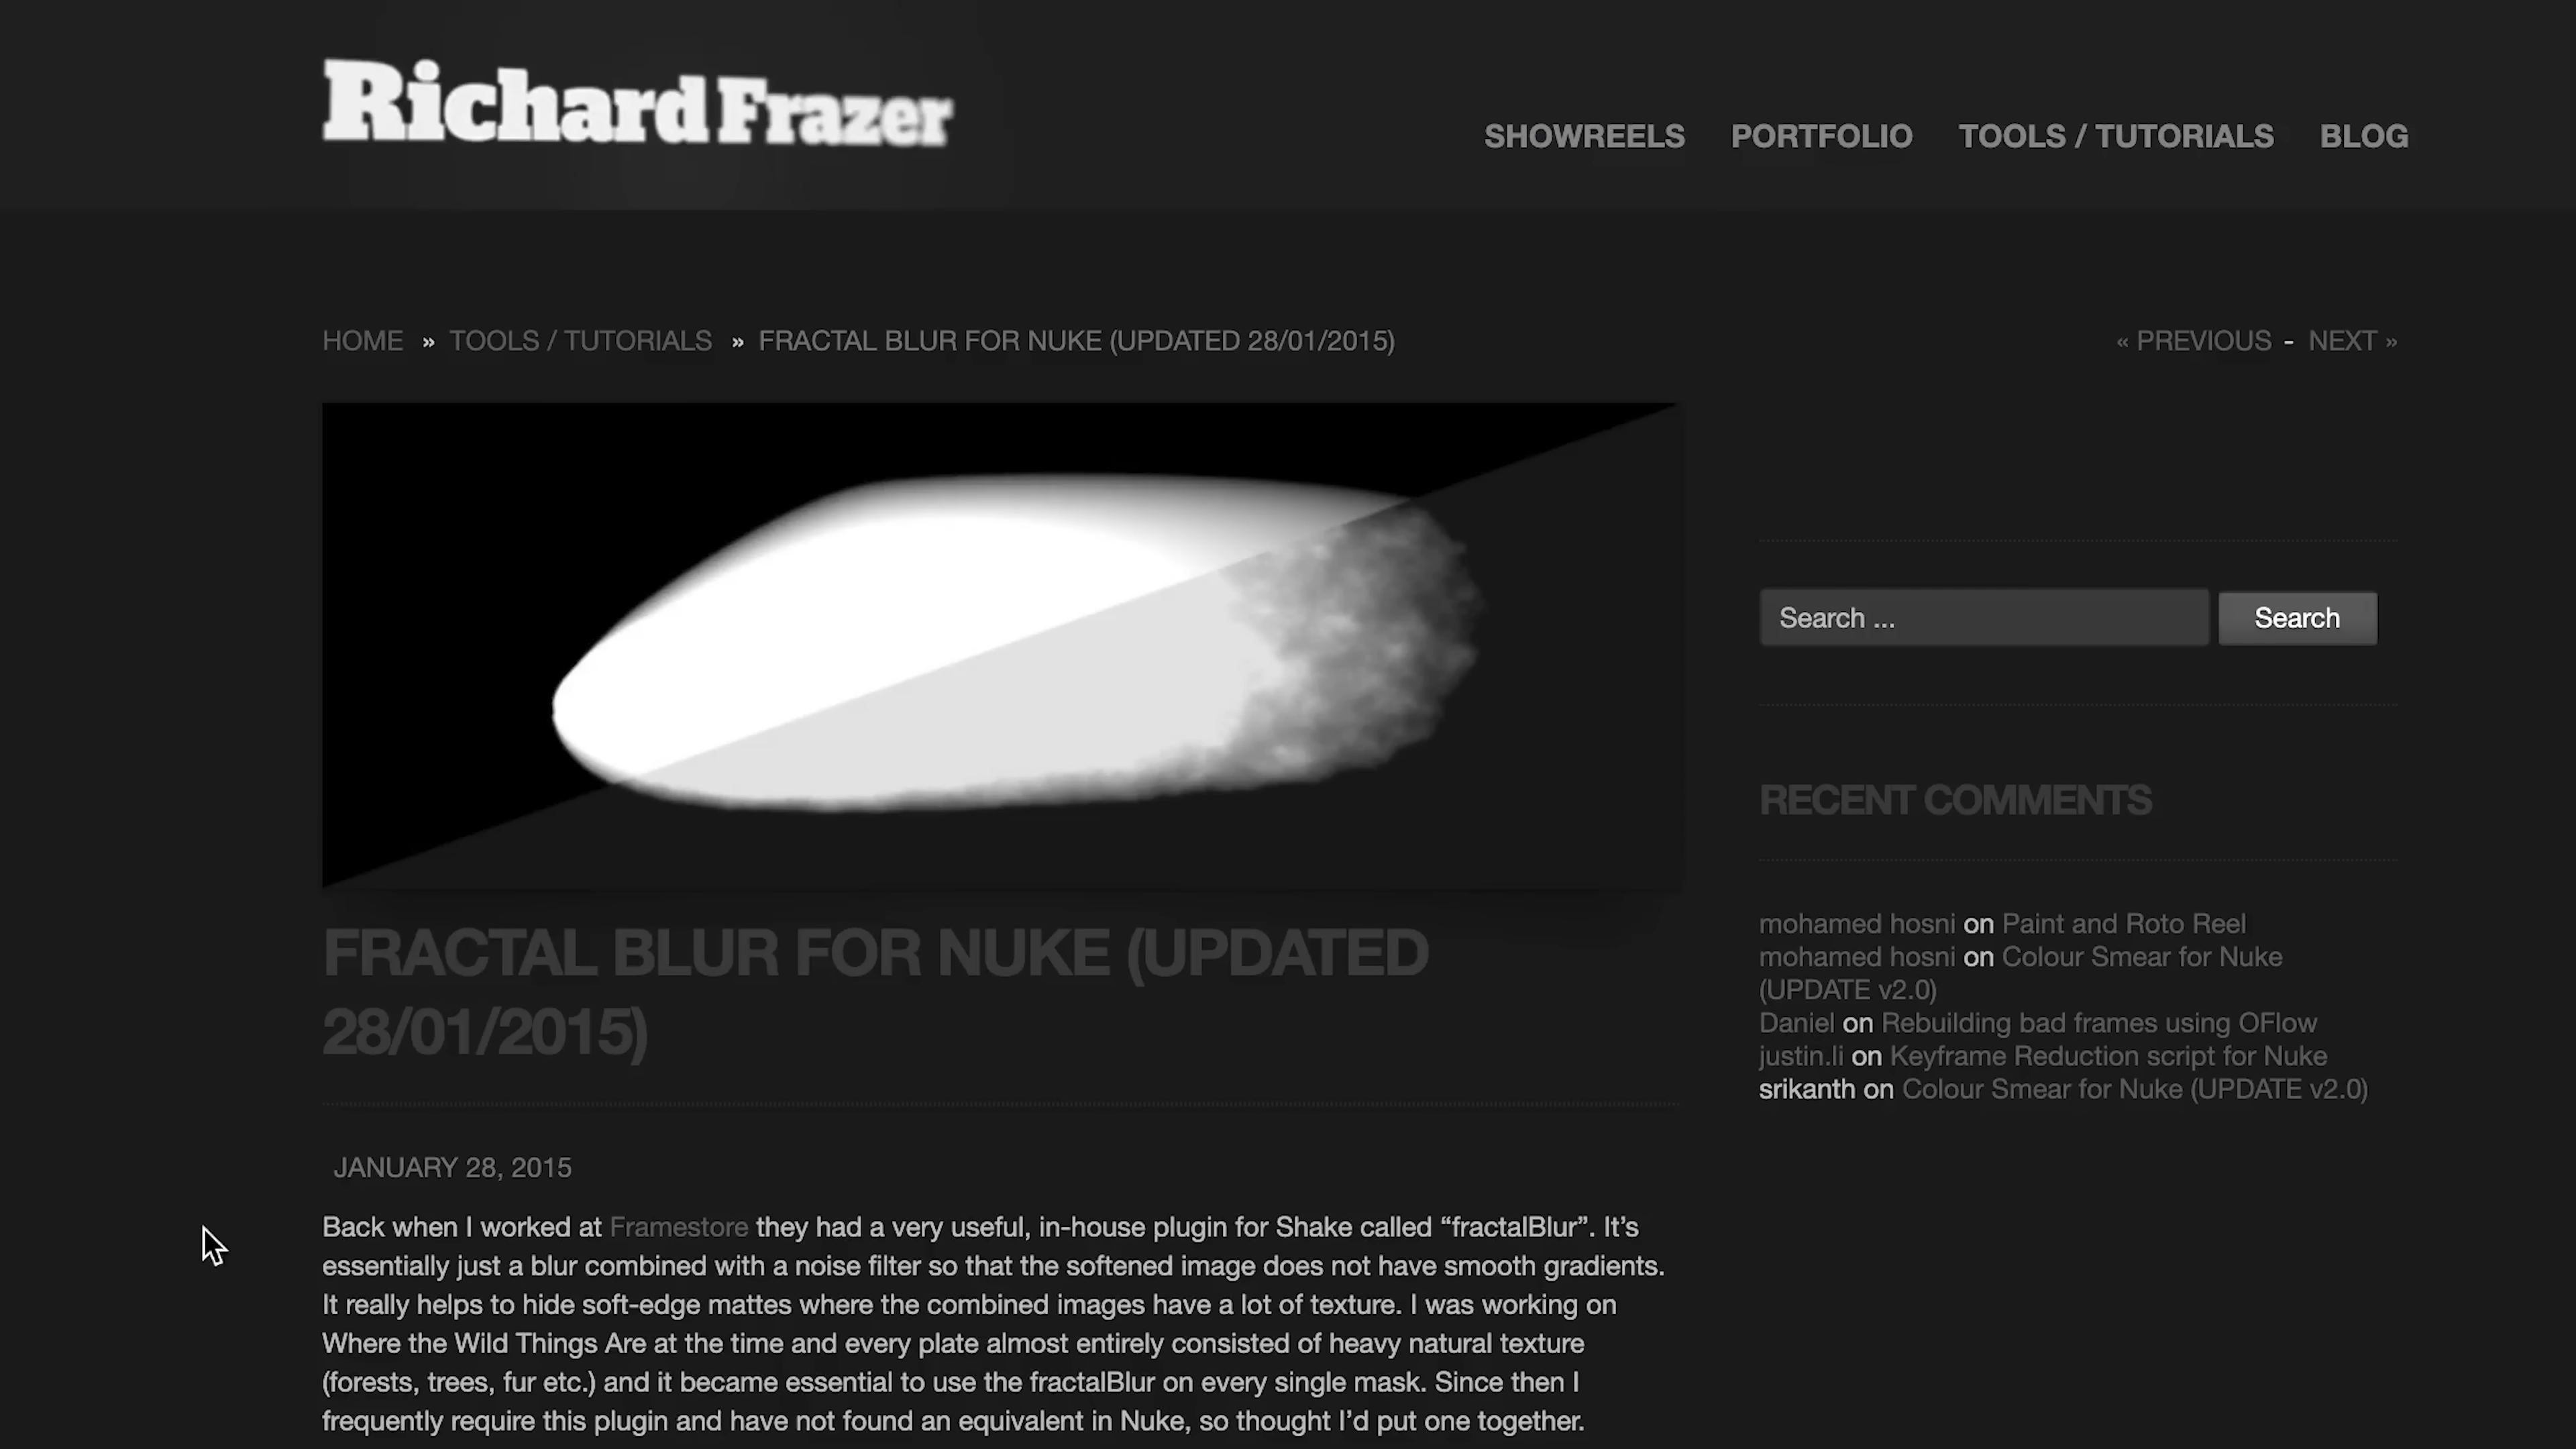 Richard Frazer
SHOWREELS PORTFOLIO TOOLS / TUTORIALS BLOG
HOME » TOOLS / TUTORIALS » FRACTAL BLUR FOR NUKE (UPDATED 28/01/2015)
« PREVIOUS - NEXT »
FRACTAL BLUR FOR NUKE (UPDATED
28/01/2015)
JANUARY 28, 2015
Back when I worked at Framestore they had a very useful, in-house plugin for Shake called “fractalBlur”. It’s
essentially just a blur combined with a noise filter so that the softened image does not have smooth gradients.
It really helps to hide soft-edge mattes where the combined images have a lot of texture. I was working on
Where the Wild Things Are at the time and every plate almost entirely consisted of heavy natural texture
(forests, trees, fur etc.) and it became essential to use the fractalBlur on every single mask. Since then I
frequently require this plugin and have not found an equivalent in Nuke, so thought I’d put one together.
Search ... Search
RECENT COMMENTS
mohamed hosni on Paint and Roto Reel
mohamed hosni on Colour Smear for Nuke
(UPDATE v2.0)
Daniel on Rebuilding bad frames using OFlow
justin.li on Keyframe Reduction script for Nuke
srikanth on Colour Smear for Nuke (UPDATE v2.0)